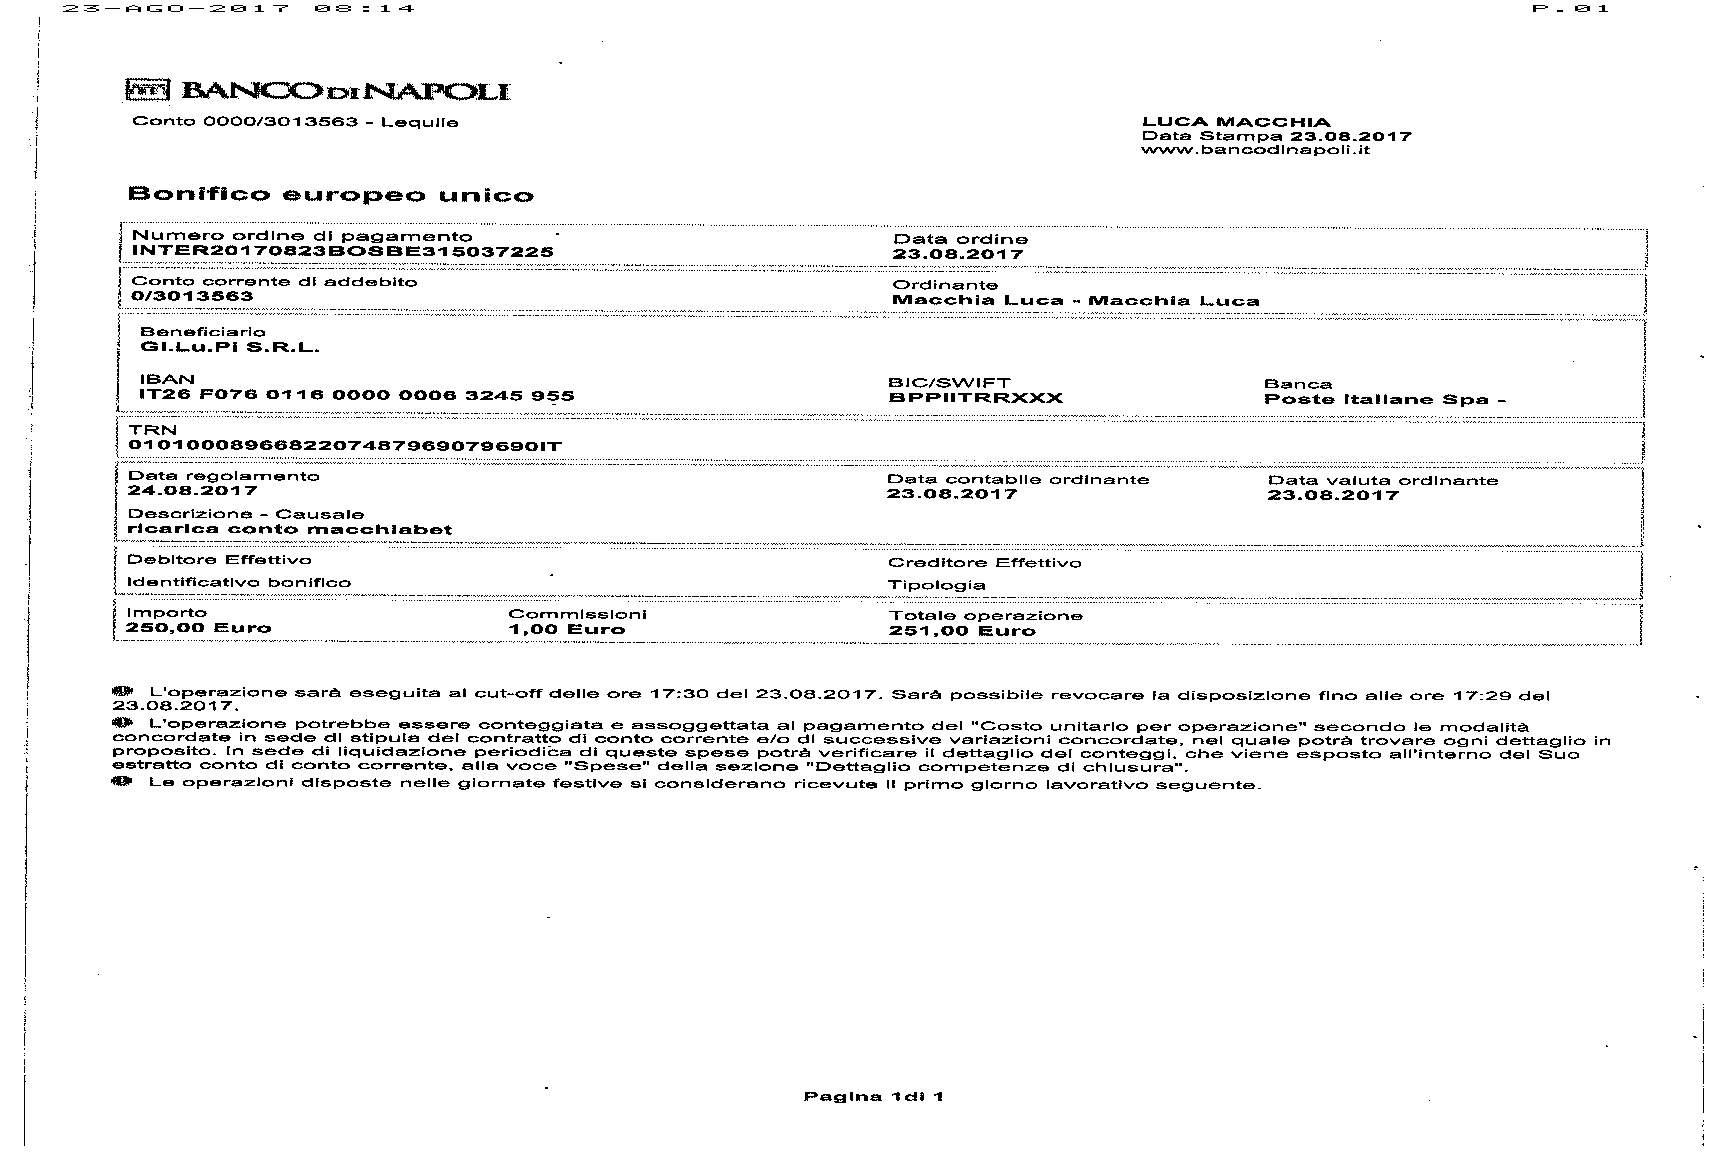 23-AGO-2017 08:14 P.01
BANCO DI NAPOLI
Conto 0000/3013563 - Lequile
LUCA MACCHIA
Data Stampa 23.08.2017
www.bancodinapoli.it
Bonifico europeo unico
Numero ordine di pagamento Data ordine
INTER20170823BOSBE315037225 23.08.2017
Conto corrente di addebito Ordinante
0/3013563 Macchia Luca - Macchia Luca
Beneficiario
GI.Lu.Pi S.R.L.
IBAN BIC/SWIFT Banca
IT26 F076 0116 0000 0006 3245 955 BPPIITRRXXX Poste Italiane Spa -
TRN
0101000896682207487969079690IT
Data regolamento Data contabile ordinante Data valuta ordinante
24.08.2017 23.08.2017 23.08.2017
Descrizione - Causale
ricarica conto macchiabet
Debitore Effettivo Creditore Effettivo
Identificativo bonifico Tipologia
Importo Commissioni Totale operazione
250,00 Euro 1,00 Euro 251,00 Euro
L'operazione sarà eseguita al cut-off delle ore 17:30 del 23.08.2017. Sarà possibile revocare la disposizione fino alle ore 17:29 del
23.08.2017.
L'operazione potrebbe essere conteggiata e assoggettata al pagamento del "Costo unitario per operazione" secondo le modalità
concordate in sede di stipula del contratto di conto corrente e/o di successive variazioni concordate, nel quale potrà trovare ogni dettaglio in
proposito. In sede di liquidazione periodica di queste spese potrà verificare il dettaglio dei conteggi, che viene esposto all'interno del Suo
estratto conto di conto corrente, alla voce "Spese" della sezione "Dettaglio competenze di chiusura".
Le operazioni disposte nelle giornate festive si considerano ricevute il primo giorno lavorativo seguente.
Pagina 1di 1